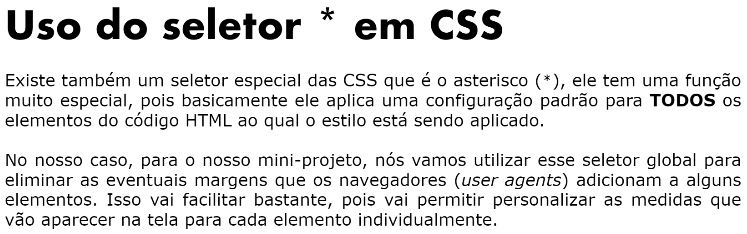 Uso do seletor * em CSS
Existe também um seletor especial das CSS que é o asterisco (*), ele tem uma função
muito especial, pois basicamente ele aplica uma configuração padrão para TODOS os
elementos do código HTML ao qual o estilo está sendo aplicado.
No nosso caso, para o nosso mini-projeto, nós vamos utilizar esse seletor global para
eliminar as eventuais margens que os navegadores (user agents) adicionam a alguns
elementos. Isso vai facilitar bastante, pois vai permitir personalizar as medidas que
vão aparecer na tela para cada elemento individualmente.